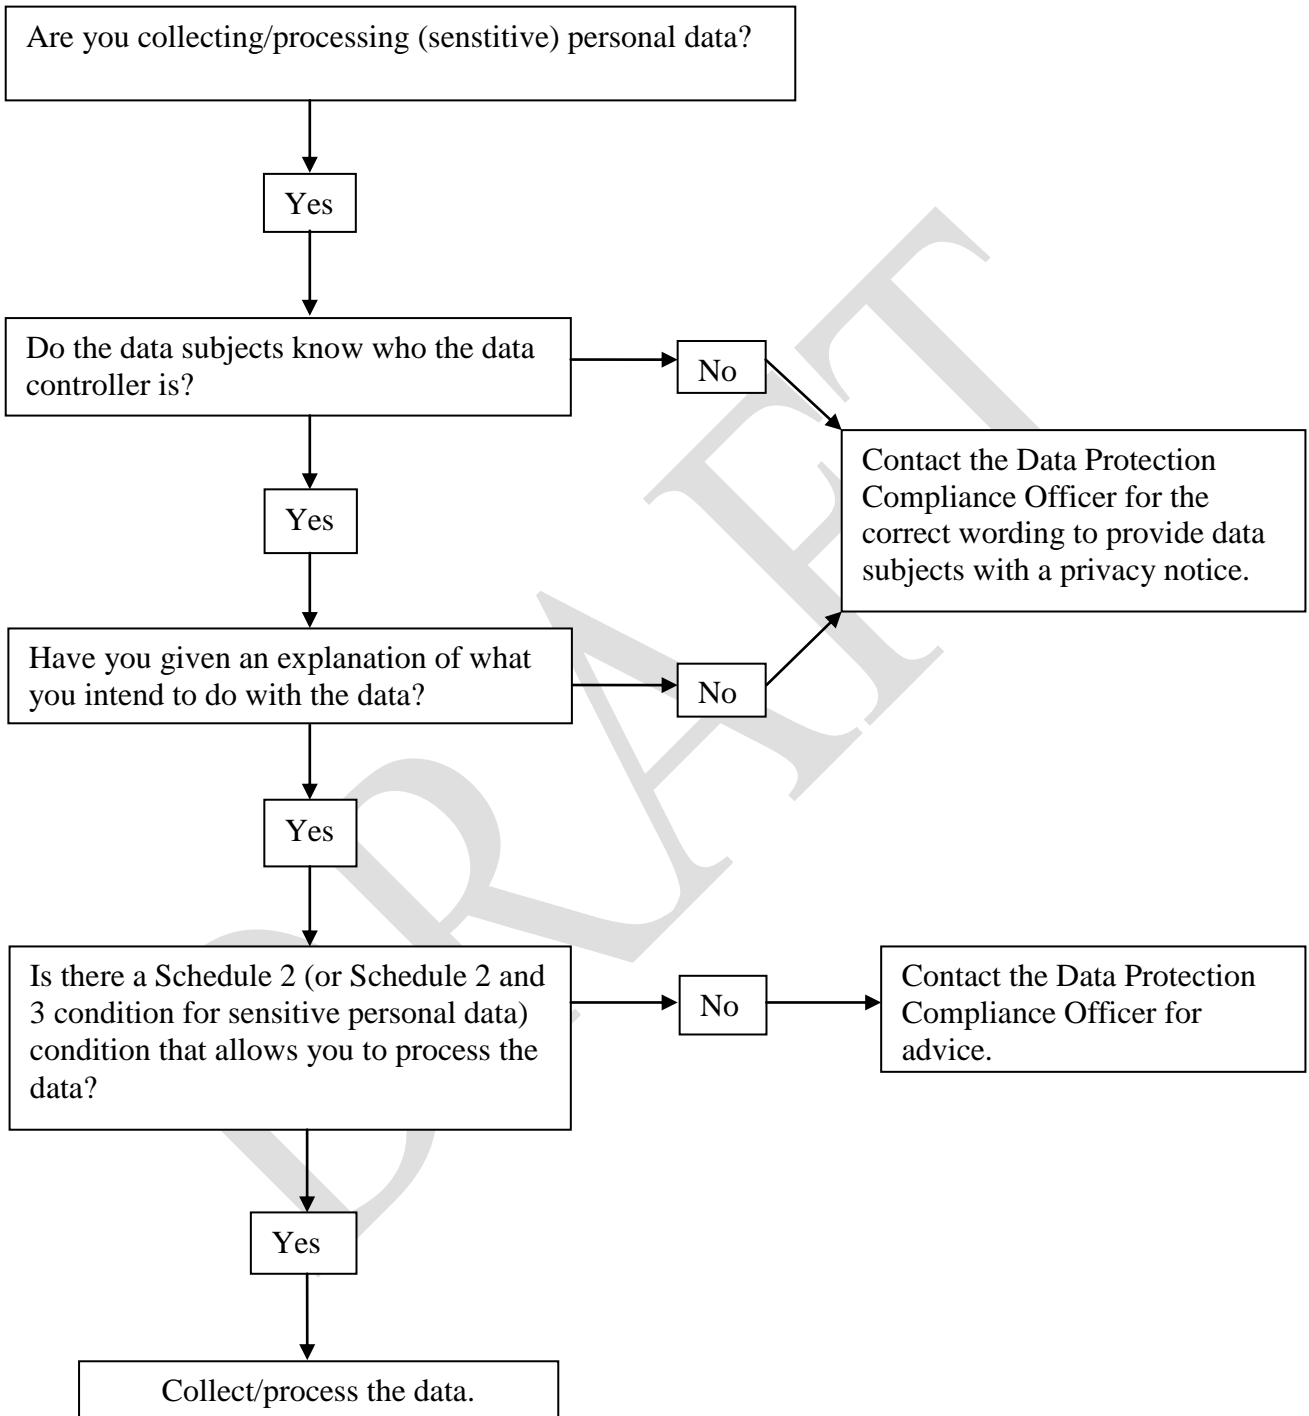 Are you collecting/processing (senstitive) personal data?
Yes
Do the data subjects know who the data
controller is?
No
Contact the Data Protection
Compliance Officer for the
correct wording to provide data
subjects with a privacy notice.
Yes
Have you given an explanation of what
you intend to do with the data?
No
Yes
Is there a Schedule 2 (or Schedule 2 and
3 condition for sensitive personal data)
condition that allows you to process the
data?
No
Contact the Data Protection
Compliance Officer for
advice.
Yes
Collect/process the data.
DRAFT